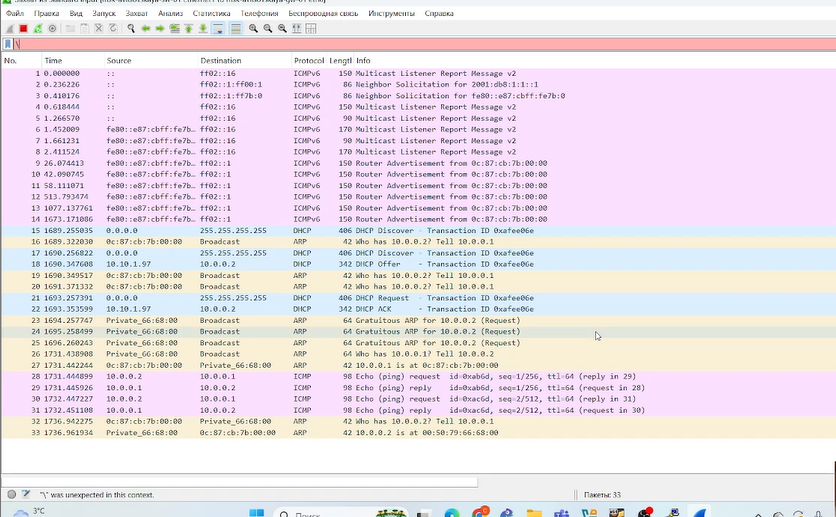 Файл Правка Вид Запуск Захват Анализ Статистика Телефония Беспроводная связь Инструменты Справка
\
No. Time Source Destination Protocol Lengtl Info
1 0.000000 :: ff02::16 ICMPv6 150 Multicast Listener Report Message v2
2 0.236226 :: ff02::1:ff00:1 ICMPv6 86 Neighbor Solicitation for 2001:db8:1:1::1
3 0.410176 :: ff02::1:ff7b:0 ICMPv6 86 Neighbor Solicitation for fe80::e87:cbff:fe7b:0
4 0.618444 :: ff02::16 ICMPv6 150 Multicast Listener Report Message v2
5 1.266570 :: ff02::16 ICMPv6 90 Multicast Listener Report Message v2
6 1.452009 fe80::e87:cbff:fe7b… ff02::16 ICMPv6 170 Multicast Listener Report Message v2
7 1.661231 fe80::e87:cbff:fe7b… ff02::16 ICMPv6 90 Multicast Listener Report Message v2
8 2.411524 fe80::e87:cbff:fe7b… ff02::16 ICMPv6 170 Multicast Listener Report Message v2
9 26.074413 fe80::e87:cbff:fe7b… ff02::1 ICMPv6 150 Router Advertisement from 0c:87:cb:7b:00:00
10 42.090745 fe80::e87:cbff:fe7b… ff02::1 ICMPv6 150 Router Advertisement from 0c:87:cb:7b:00:00
11 58.111071 fe80::e87:cbff:fe7b… ff02::1 ICMPv6 150 Router Advertisement from 0c:87:cb:7b:00:00
12 513.793474 fe80::e87:cbff:fe7b… ff02::1 ICMPv6 150 Router Advertisement from 0c:87:cb:7b:00:00
13 1077.137761 fe80::e87:cbff:fe7b… ff02::1 ICMPv6 150 Router Advertisement from 0c:87:cb:7b:00:00
14 1673.171086 fe80::e87:cbff:fe7b… ff02::1 ICMPv6 150 Router Advertisement from 0c:87:cb:7b:00:00
15 1689.255035 0.0.0.0 255.255.255.255 DHCP 406 DHCP Discover - Transaction ID 0xafee06e
16 1689.322030 0c:87:cb:7b:00:00 Broadcast ARP 42 Who has 10.0.0.2? Tell 10.0.0.1
17 1690.256822 0.0.0.0 255.255.255.255 DHCP 406 DHCP Discover - Transaction ID 0xafee06e
18 1690.347608 10.10.1.97 10.0.0.2 DHCP 342 DHCP Offer - Transaction ID 0xafee06e
19 1690.349517 0c:87:cb:7b:00:00 Broadcast ARP 42 Who has 10.0.0.2? Tell 10.0.0.1
20 1691.371332 0c:87:cb:7b:00:00 Broadcast ARP 42 Who has 10.0.0.2? Tell 10.0.0.1
21 1693.257391 0.0.0.0 255.255.255.255 DHCP 406 DHCP Request - Transaction ID 0xafee06e
22 1693.353599 10.10.1.97 10.0.0.2 DHCP 342 DHCP ACK - Transaction ID 0xafee06e
23 1694.257747 Private_66:68:00 Broadcast ARP 64 Gratuitous ARP for 10.0.0.2 (Request)
24 1695.258499 Private_66:68:00 Broadcast ARP 64 Gratuitous ARP for 10.0.0.2 (Request)
25 1696.260243 Private_66:68:00 Broadcast ARP 64 Gratuitous ARP for 10.0.0.2 (Request)
26 1731.438908 Private_66:68:00 Broadcast ARP 64 Who has 10.0.0.1? Tell 10.0.0.2
27 1731.442244 0c:87:cb:7b:00:00 Private_66:68:00 ARP 42 10.0.0.1 is at 0c:87:cb:7b:00:00
28 1731.444899 10.0.0.2 10.0.0.1 ICMP 98 Echo (ping) request id=0xab6d, seq=1/256, ttl=64 (reply in 29)
29 1731.445926 10.0.0.1 10.0.0.2 ICMP 98 Echo (ping) reply id=0xab6d, seq=1/256, ttl=64 (request in 28)
30 1732.447227 10.0.0.2 10.0.0.1 ICMP 98 Echo (ping) request id=0xac6d, seq=2/512, ttl=64 (reply in 31)
31 1732.451108 10.0.0.1 10.0.0.2 ICMP 98 Echo (ping) reply id=0xac6d, seq=2/512, ttl=64 (request in 30)
32 1736.942275 0c:87:cb:7b:00:00 Private_66:68:00 ARP 42 Who has 10.0.0.2? Tell 10.0.0.1
33 1736.961934 Private_66:68:00 0c:87:cb:7b:00:00 ARP 42 10.0.0.2 is at 00:50:79:66:68:00
"\" was unexpected in this context.
Пакеты: 33
3°C
Поиск